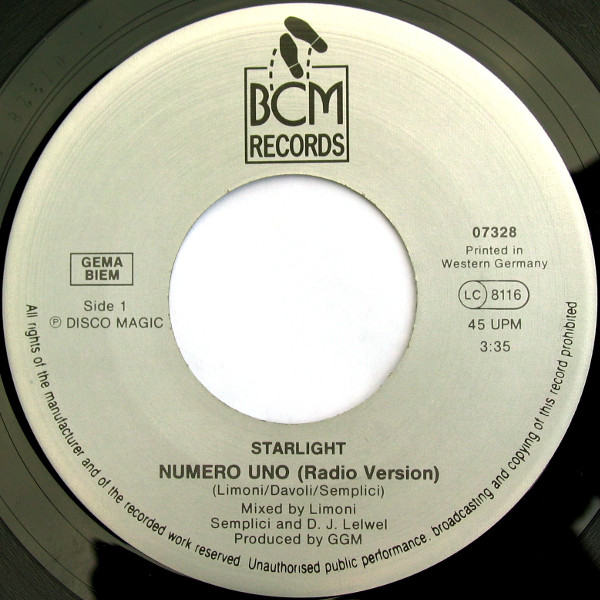 BCM
RECORDS
07328
Printed in
Western Germany
LC 8116
45 UPM
3:35
GEMA
BIEM
Side 1
℗ DISCO MAGIC
STARLIGHT
NUMERO UNO (Radio Version)
(Limoni/Davoli/Semplici)
Mixed by Limoni
Semplici and D. J. Lelwel
Produced by GGM
All rights of the manufacturer and of the recorded work reserved. Unauthorised public performance. broadcasting and copying of this record prohibited